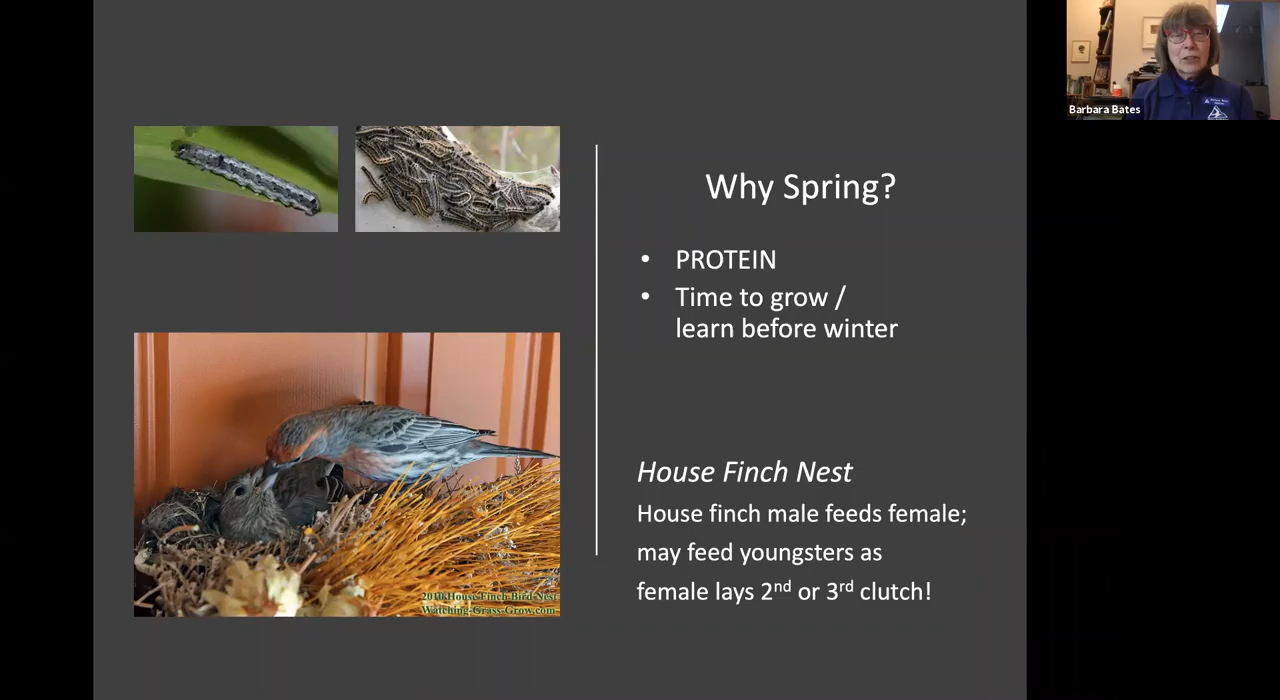 Barbara Bates
Why Spring?
• PROTEIN
• Time to grow /
learn before winter
House Finch Nest
House finch male feeds female;
may feed youngsters as
female lays 2nd or 3rd clutch!
2010 House Finch Bird Nest
Watching-Grass-Grow.com